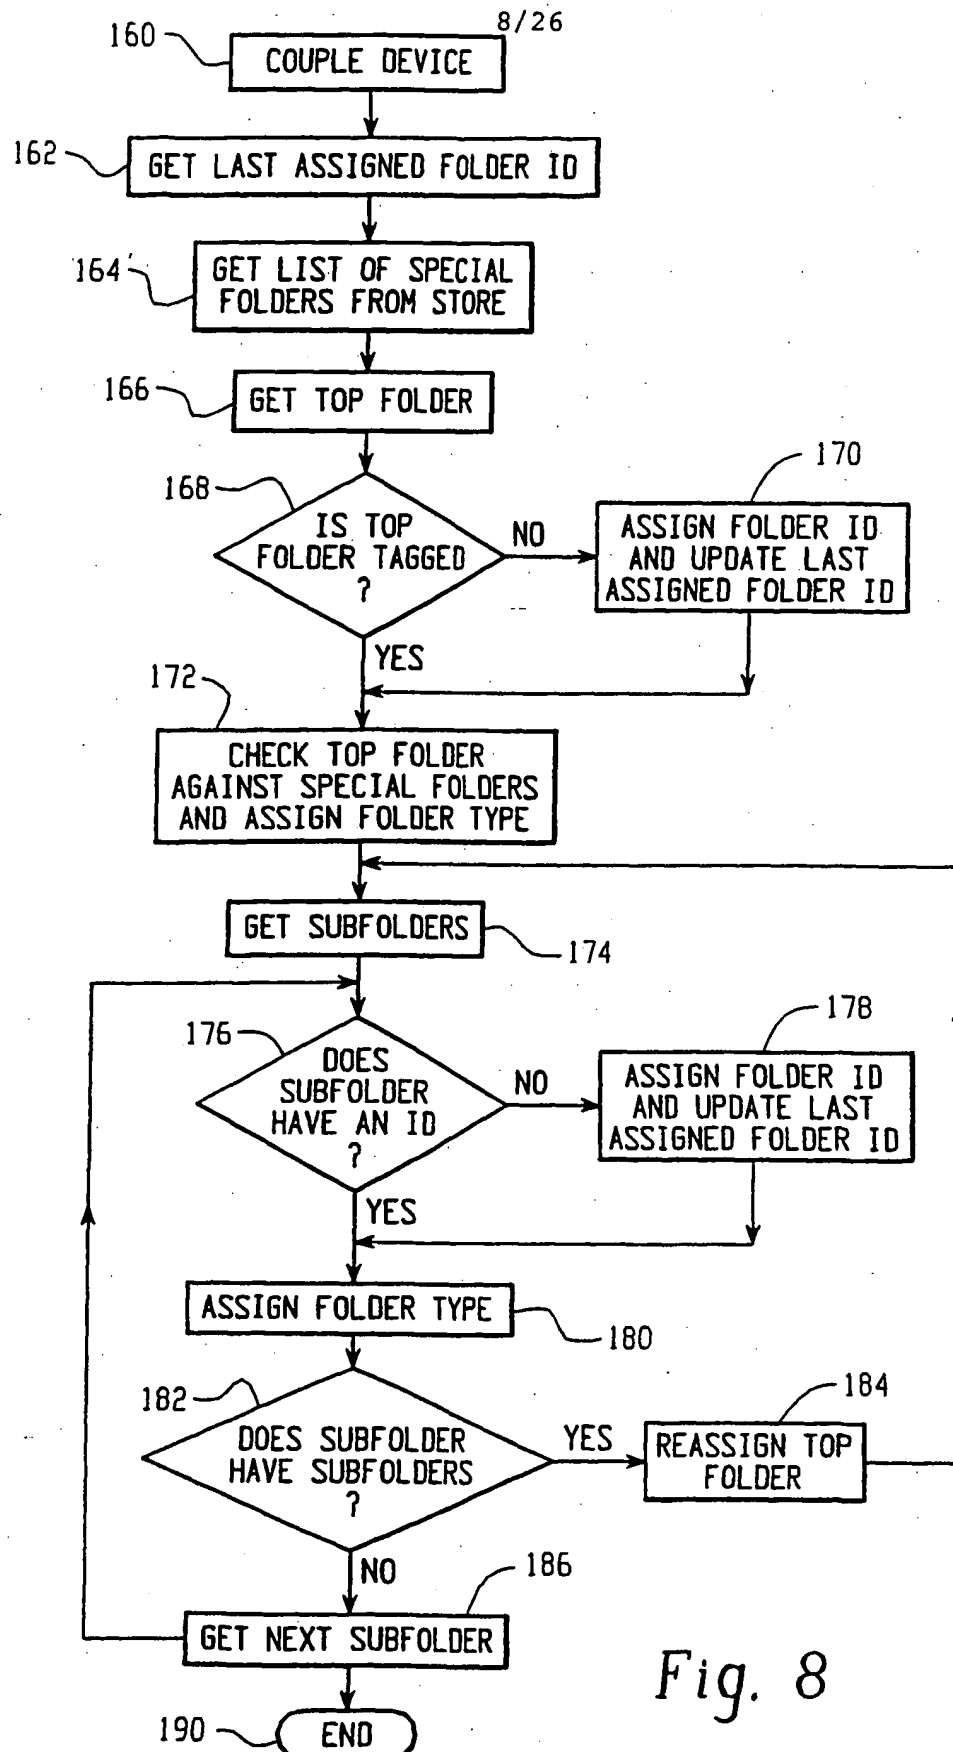 8/26
160
COUPLE DEVICE
162
GET LAST ASSIGNED FOLDER ID
164
GET LIST OF SPECIAL
FOLDERS FROM STORE
166
GET TOP FOLDER
168
IS TOP
FOLDER TAGGED
?
NO
170
ASSIGN FOLDER ID
AND UPDATE LAST
ASSIGNED FOLDER ID
YES
172
CHECK TOP FOLDER
AGAINST SPECIAL FOLDERS
AND ASSIGN FOLDER TYPE
GET SUBFOLDERS
174
176
DOES
SUBFOLDER
HAVE AN ID
?
NO
178
ASSIGN FOLDER ID
AND UPDATE LAST
ASSIGNED FOLDER ID
YES
ASSIGN FOLDER TYPE
180
182
DOES SUBFOLDER
HAVE SUBFOLDERS
?
YES
184
REASSIGN TOP
FOLDER
NO
186
GET NEXT SUBFOLDER
190
END
Fig. 8